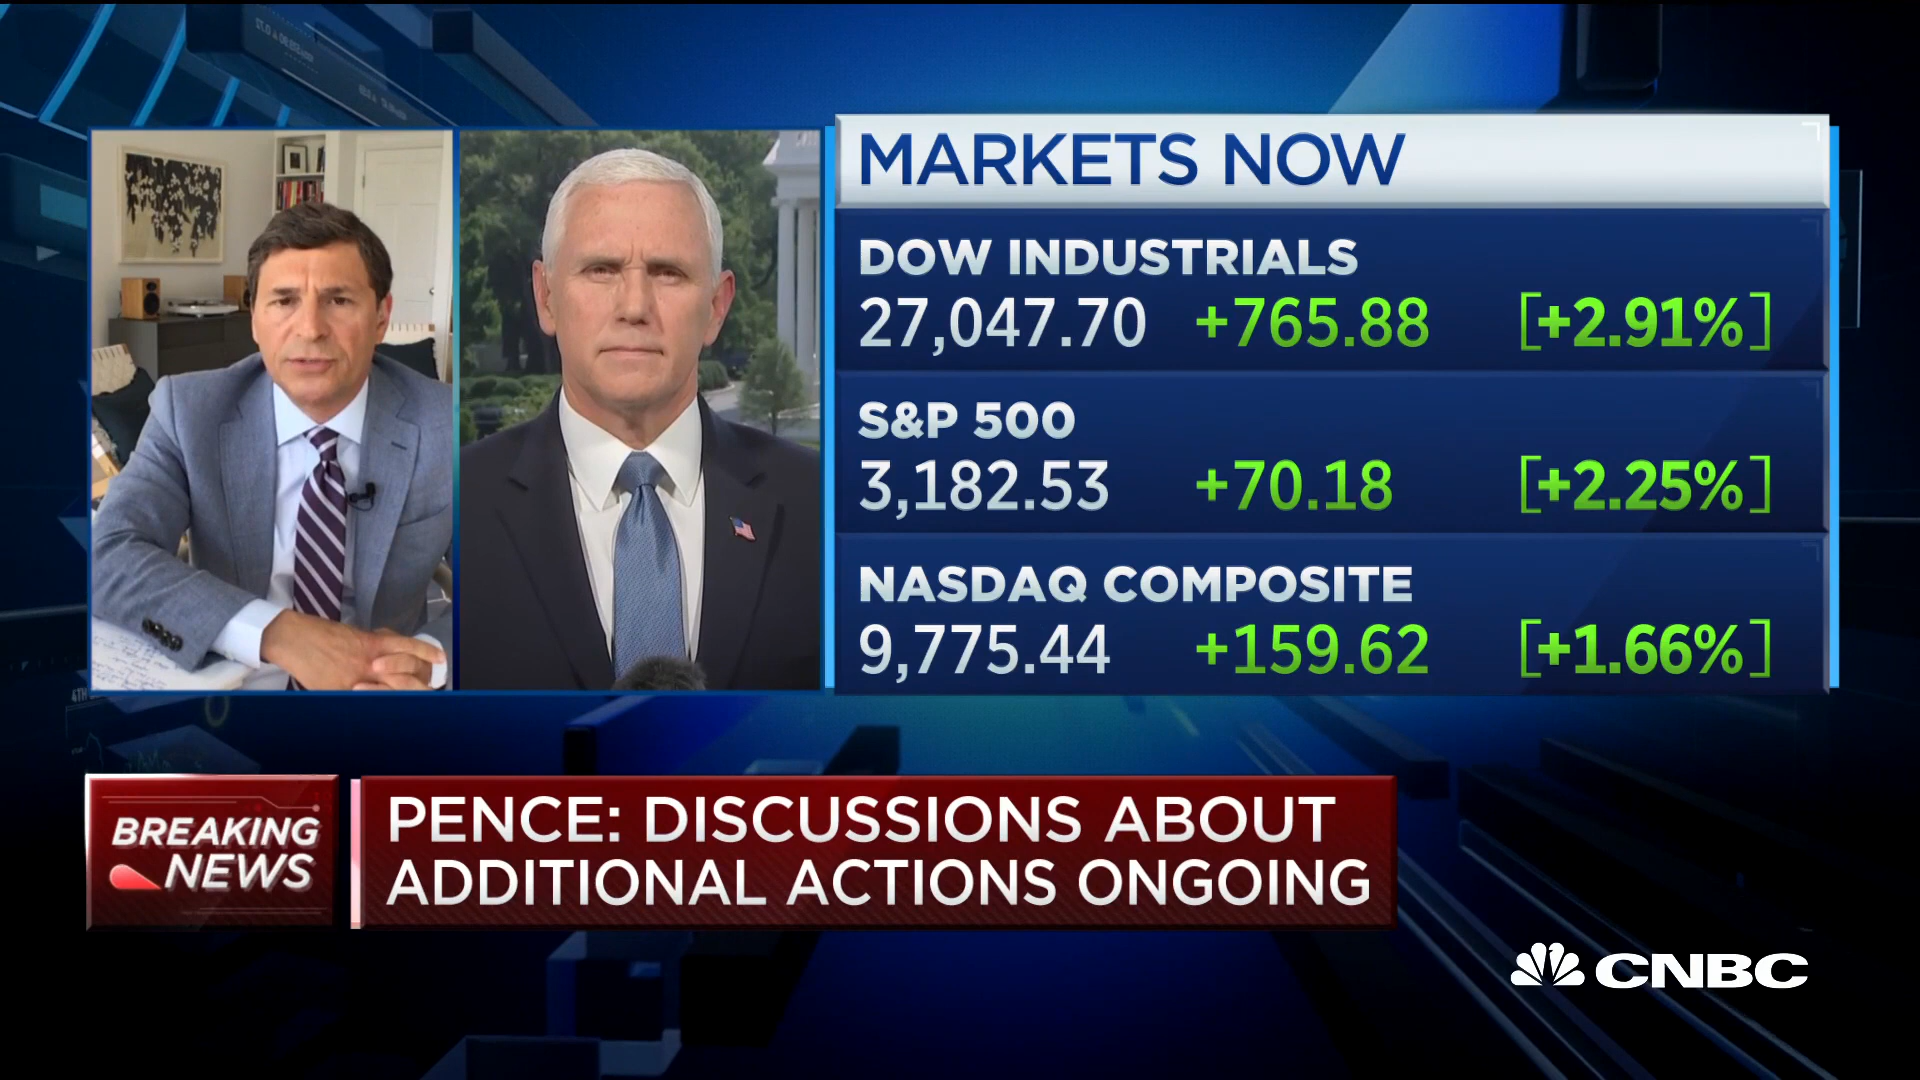 MARKETS NOW
DOW INDUSTRIALS
27,047.70 +765.88 [+2.91%]
S&P 500
3,182.53 +70.18 [+2.25%]
NASDAQ COMPOSITE
9,775.44 +159.62 [+1.66%]
BREAKING
NEWS
PENCE: DISCUSSIONS ABOUT
ADDITIONAL ACTIONS ONGOING
CNBC